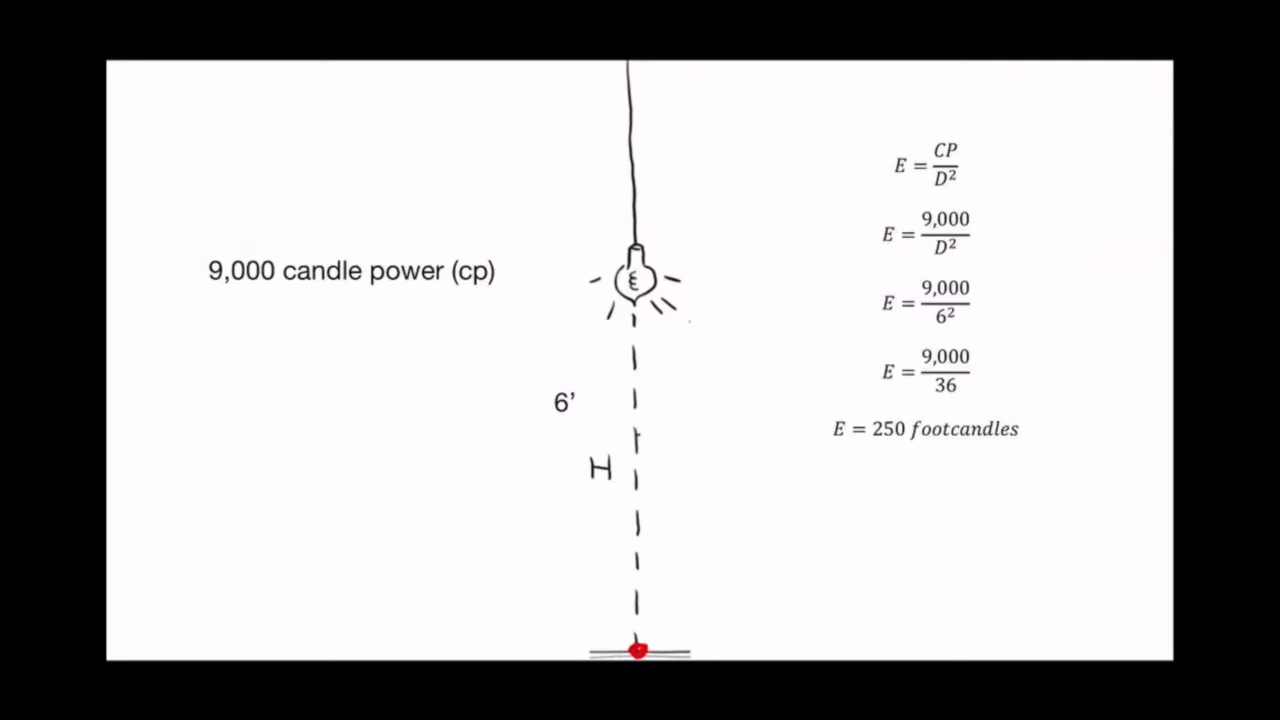 9,000 candle power (cp)
6’
H
E = CP / D²
E = 9,000 / D²
E = 9,000 / 6²
E = 9,000 / 36
E = 250 footcandles